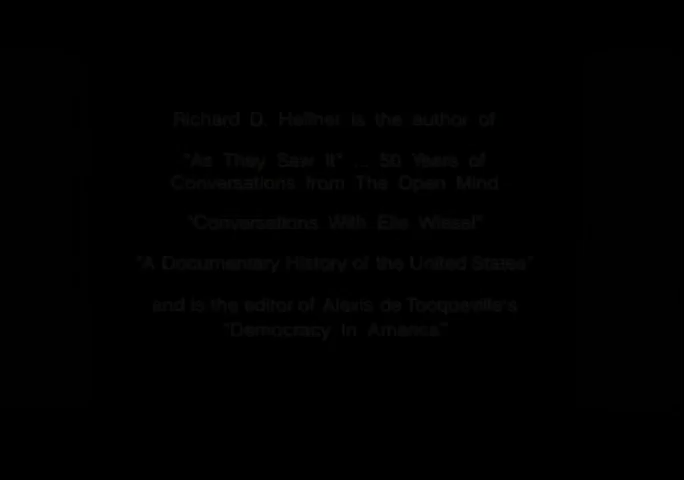 Richard D. Heffner is the author of
"As They Saw It" ... 50 Years of
Conversations from The Open Mind
"Conversations With Elie Wiesel"
"A Documentary History of the United States"
and is the editor of Alexis de Tocqueville's
"Democracy In America"